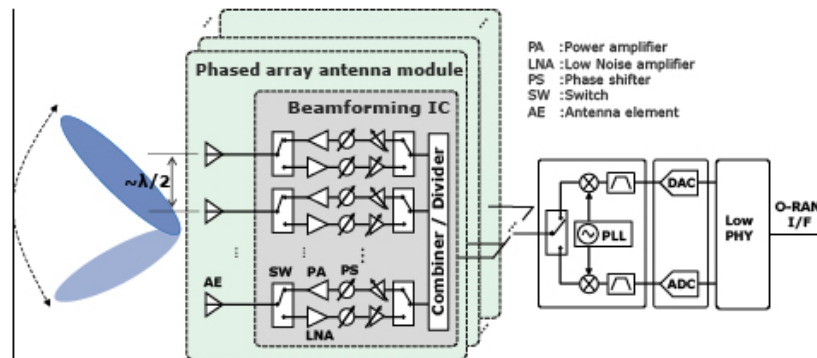 Phased array antenna module
Beamforming IC
~λ/2
AE
SW PA PS
LNA
Combiner / Divider
PA :Power amplifier
LNA :Low Noise amplifier
PS :Phase shifter
SW :Switch
AE :Antenna element
PLL
DAC
ADC
Low
PHY
O-RAN
I/F